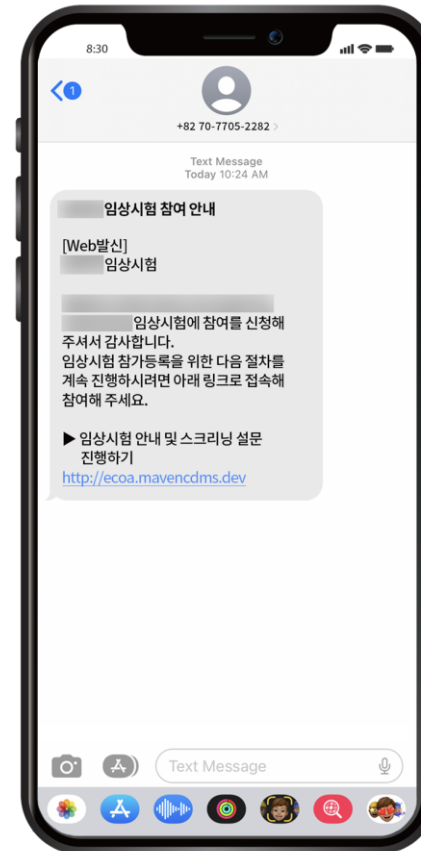 8:30
1
+82 70-7705-2282 >
Text Message
Today 10:24 AM
임상시험 참여 안내
[Web발신]
임상시험
임상시험에 참여를 신청해
주셔서 감사합니다.
임상시험 참가등록을 위한 다음 절차를
계속 진행하시려면 아래 링크로 접속해
참여해 주세요.
▶ 임상시험 안내 및 스크리닝 설문
진행하기
http://ecoa.mavencdms.dev
Text Message